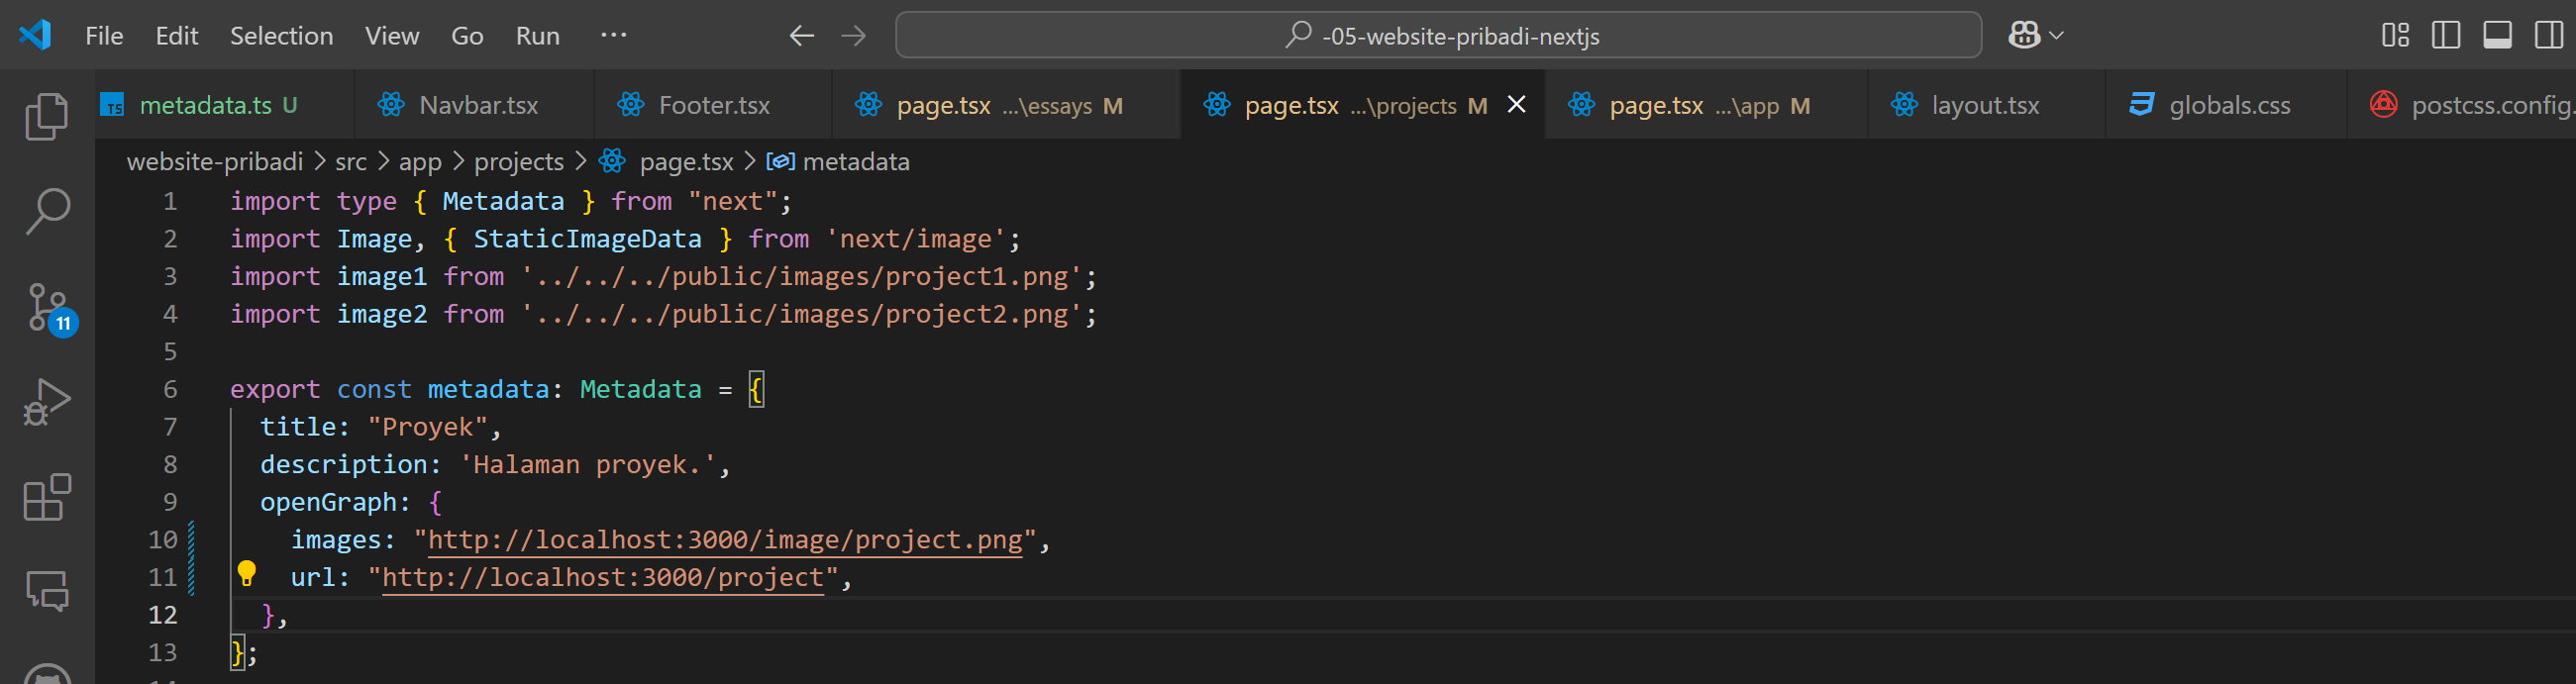 File Edit Selection View Go Run ··· -05-website-pribadi-nextjs
TS metadata.ts U Navbar.tsx Footer.tsx page.tsx ...\essays M page.tsx ...\projects M page.tsx ...\app M layout.tsx globals.css postcss.config.
website-pribadi > src > app > projects > page.tsx > metadata
1 import type { Metadata } from "next";
2 import Image, { StaticImageData } from 'next/image';
3 import image1 from '../../../public/images/project1.png';
4 import image2 from '../../../public/images/project2.png';
5
6 export const metadata: Metadata = {
7 title: "Proyek",
8 description: 'Halaman proyek.',
9 openGraph: {
10 images: "http://localhost:3000/image/project.png",
11 url: "http://localhost:3000/project",
12 },
13 };
11